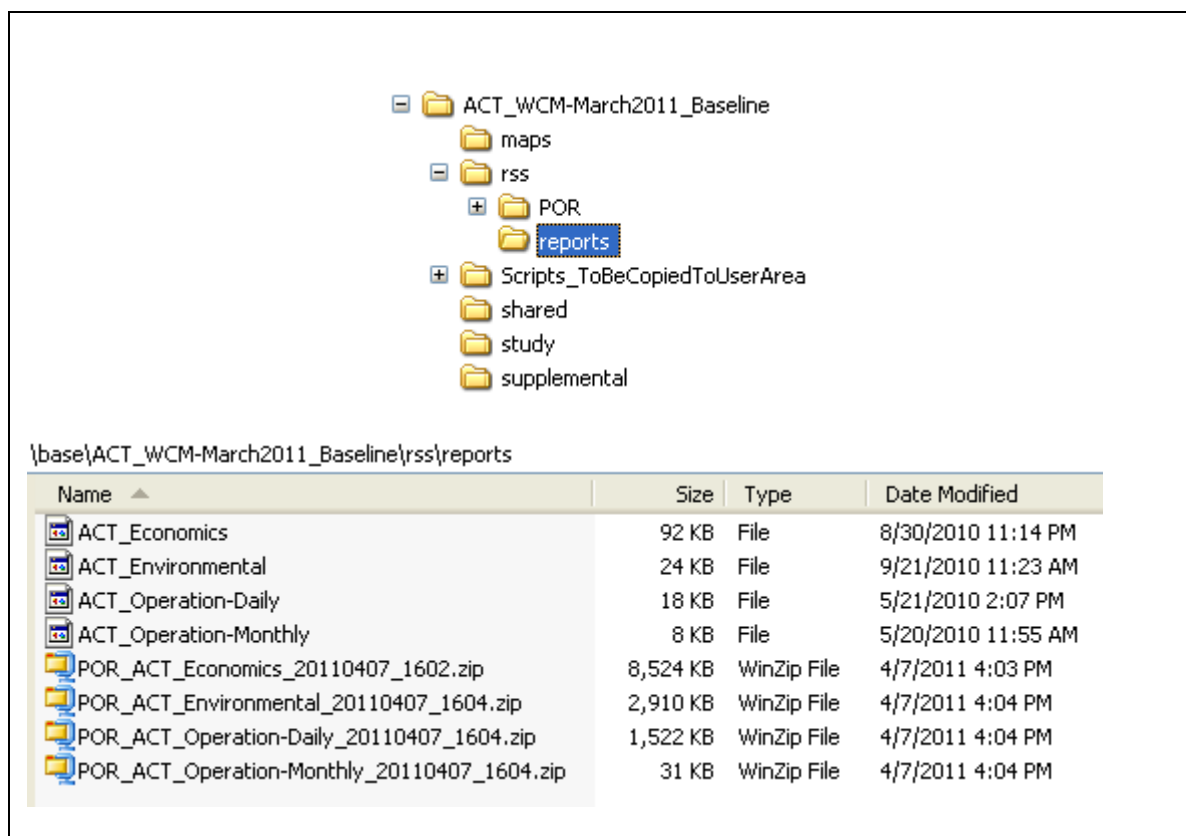 ACT_WCM-March2011_Baseline
maps
rss
POR
reports
Scripts_ToBeCopiedToUserArea
shared
study
supplemental
\base\ACT_WCM-March2011_Baseline\rss\reports
Name Size Type Date Modified
ACT_Economics 92 KB File 8/30/2010 11:14 PM
ACT_Environmental 24 KB File 9/21/2010 11:23 AM
ACT_Operation-Daily 18 KB File 5/21/2010 2:07 PM
ACT_Operation-Monthly 8 KB File 5/20/2010 11:55 AM
POR_ACT_Economics_20110407_1602.zip 8,524 KB WinZip File 4/7/2011 4:03 PM
POR_ACT_Environmental_20110407_1604.zip 2,910 KB WinZip File 4/7/2011 4:04 PM
POR_ACT_Operation-Daily_20110407_1604.zip 1,522 KB WinZip File 4/7/2011 4:04 PM
POR_ACT_Operation-Monthly_20110407_1604.zip 31 KB WinZip File 4/7/2011 4:04 PM